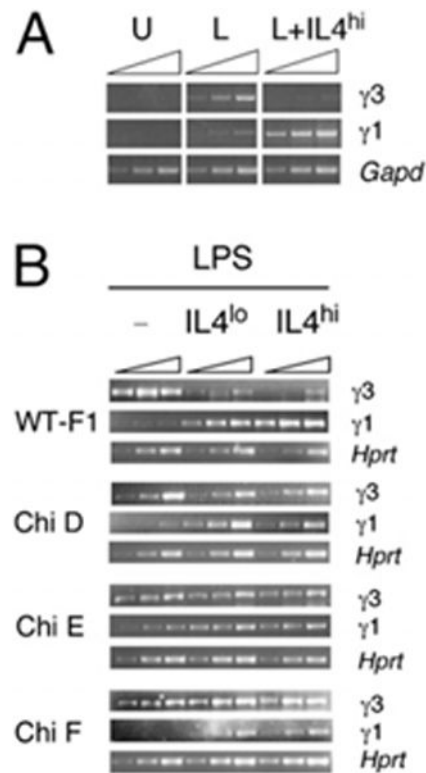 A
U L L+IL4hi
γ3
γ1
Gapd
B
LPS
– IL4lo IL4hi
γ3
WT-F1 γ1
Hprt
γ3
Chi D γ1
Hprt
γ3
Chi E γ1
Hprt
γ3
Chi F γ1
Hprt